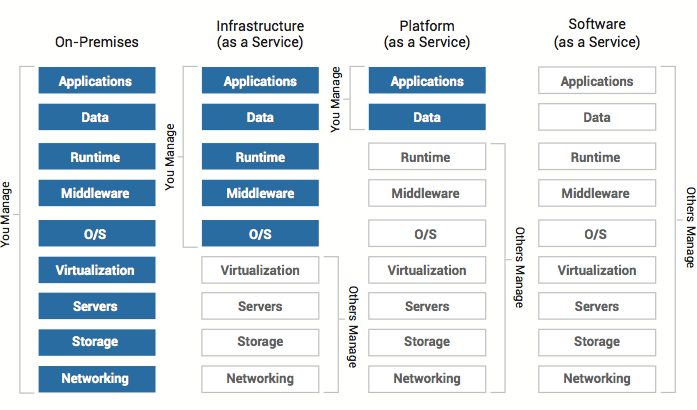 On-Premises
Infrastructure
(as a Service)
Platform
(as a Service)
Software
(as a Service)
You Manage
Applications
Data
Runtime
Middleware
O/S
Virtualization
Servers
Storage
Networking
You Manage
Applications
Data
Runtime
Middleware
O/S
Virtualization
Servers
Storage
Networking
Others Manage
You Manage
Applications
Data
Runtime
Middleware
O/S
Virtualization
Servers
Storage
Networking
Others Manage
Applications
Data
Runtime
Middleware
O/S
Virtualization
Servers
Storage
Networking
Others Manage